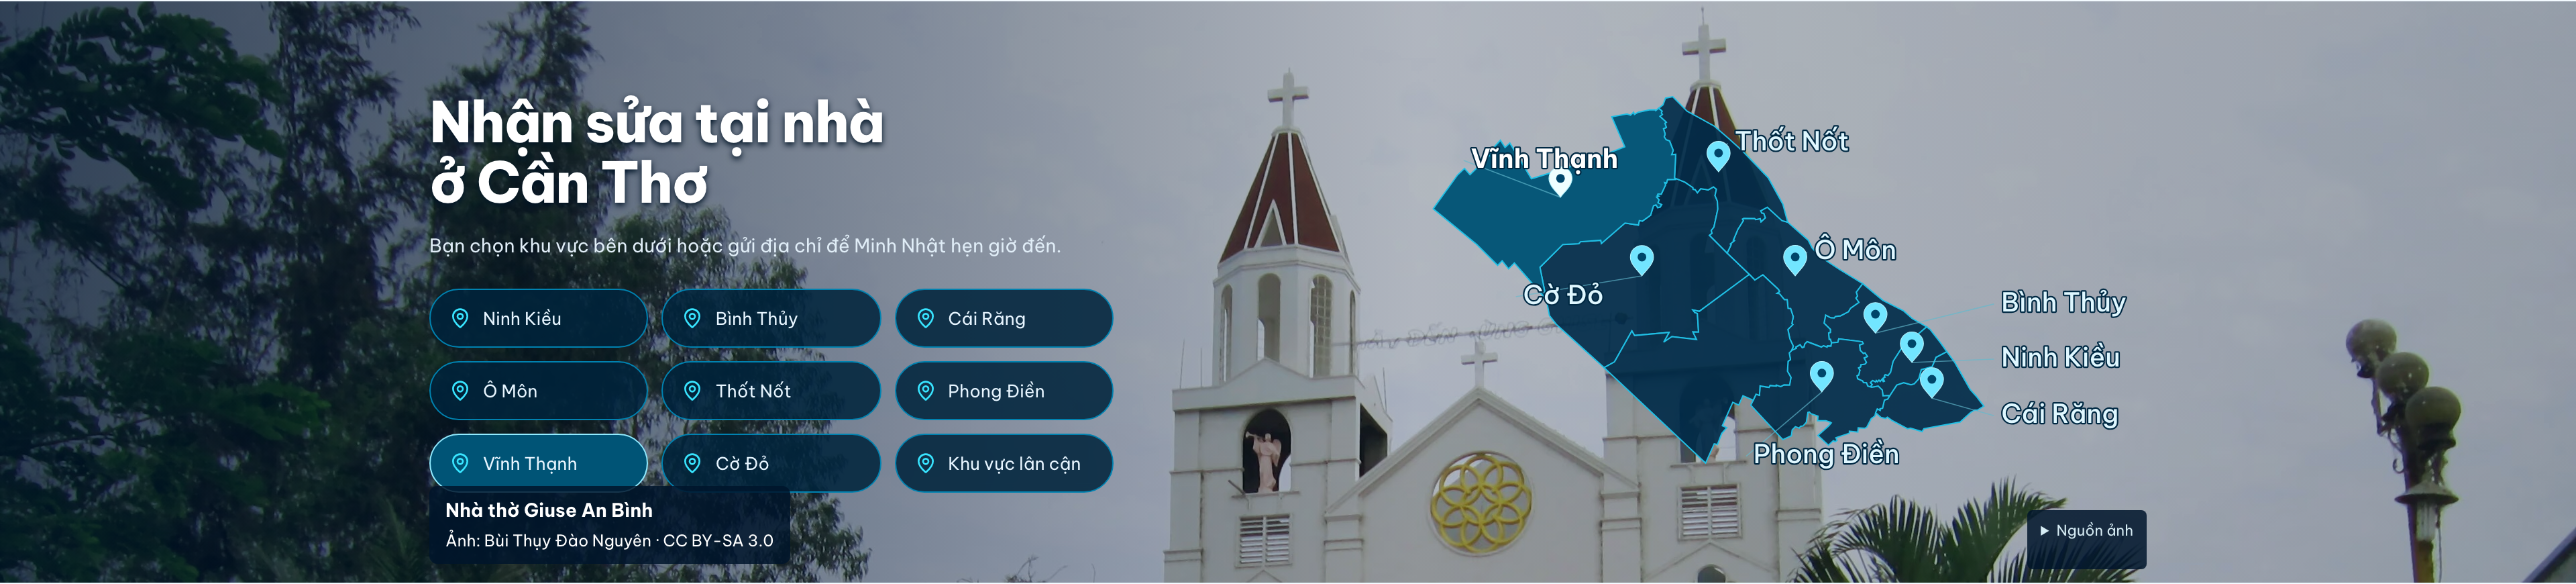 Nhận sửa tại nhà
ở Cần Thơ
Bạn chọn khu vực bên dưới hoặc gửi địa chỉ để Minh Nhật hẹn giờ đến.
Ninh Kiều
Bình Thủy
Cái Răng
Ô Môn
Thốt Nốt
Phong Điền
Vĩnh Thạnh
Cờ Đỏ
Khu vực lân cận
Nhà thờ Giuse An Bình
Ảnh: Bùi Thụy Đào Nguyên · CC BY-SA 3.0
Vĩnh Thạnh
Thốt Nốt
Ô Môn
Cờ Đỏ
Bình Thủy
Ninh Kiều
Cái Răng
Phong Điền
▶ Nguồn ảnh